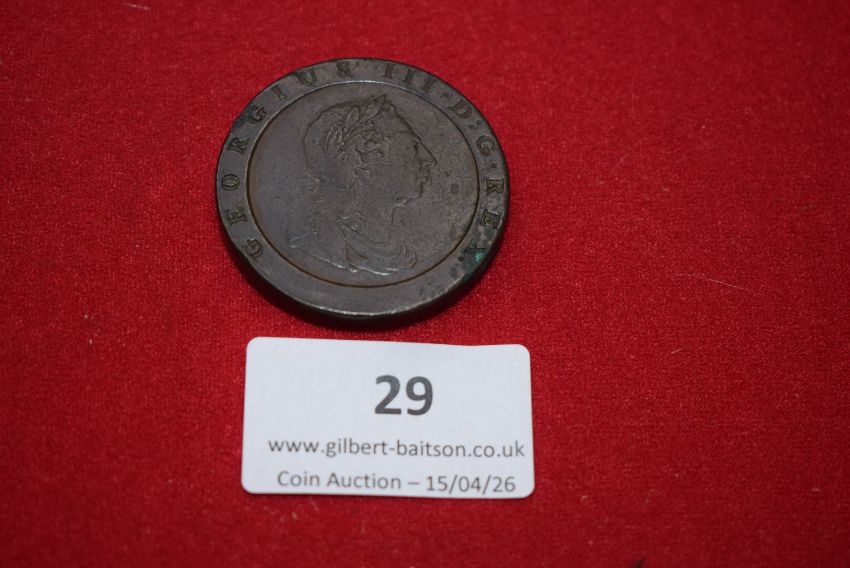 GEORGIUS III·D:G·REX
29
www.gilbert-baitson.co.uk
Coin Auction – 15/04/26